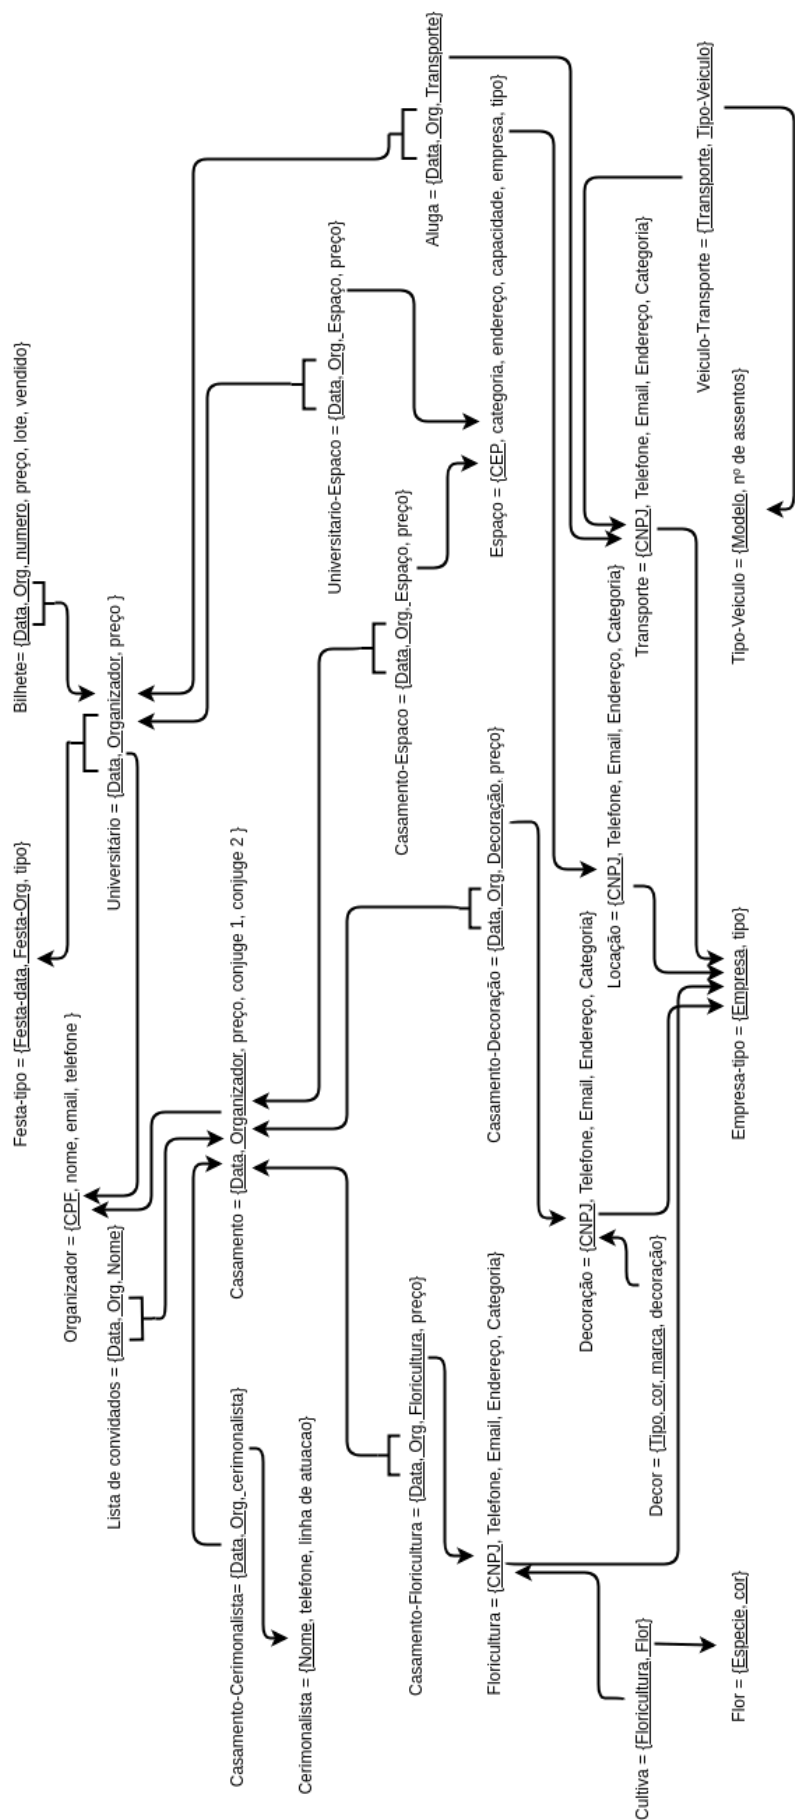 Festa-tipo = {Festa-data, Festa-Org, tipo}
Bilhete= {Data, Org, numero, preço, lote, vendido}
Organizador = {CPF, nome, email, telefone }
Lista de convidados = {Data, Org, Nome}
Universitário = {Data, Organizador, preço }
Casamento-Cerimonalista= {Data, Org, cerimonalista}
Casamento = {Data, Organizador, preço, conjuge 1, conjuge 2 }
Cerimonalista = {Nome, telefone, linha de atuacao}
Universitario-Espaco = {Data, Org, Espaço, preço}
Casamento-Floricultura = {Data, Org, Floricultura, preço}
Casamento-Espaco = {Data, Org, Espaço, preço}
Aluga = {Data, Org, Transporte}
Floricultura = {CNPJ, Telefone, Email, Endereço, Categoria}
Casamento-Decoração = {Data, Org, Decoração, preço}
Espaço = {CEP, categoria, endereço, capacidade, empresa, tipo}
Decoração = {CNPJ, Telefone, Email, Endereço, Categoria}
Locação = {CNPJ, Telefone, Email, Endereço, Categoria}
Cultiva = {Floricultura, Flor}
Decor = {Tipo, cor, marca, decoração}
Transporte = {CNPJ, Telefone, Email, Endereço, Categoria}
Veiculo-Transporte = {Transporte, Tipo-Veiculo}
Flor = {Especie, cor}
Empresa-tipo = {Empresa, tipo}
Tipo-Veiculo = {Modelo, nº de assentos}